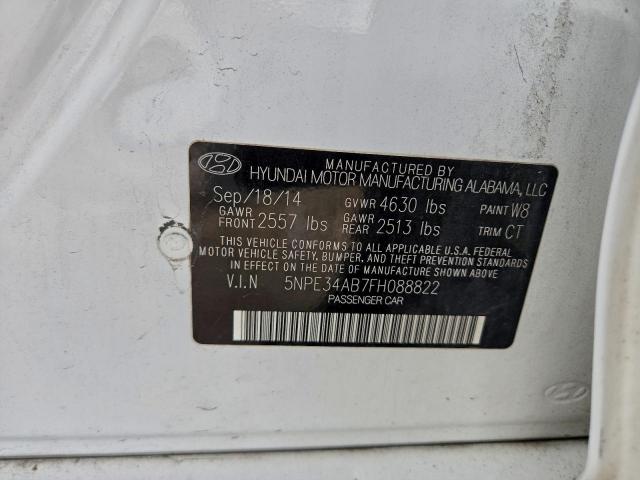 MANUFACTURED BY
HYUNDAI MOTOR MANUFACTURING ALABAMA, LLC
Sep/18/14 GVWR 4630 lbs PAINT W8
GAWR FRONT 2557 lbs GAWR REAR 2513 lbs TRIM CT
THIS VEHICLE CONFORMS TO ALL APPLICABLE U.S.A. FEDERAL
MOTOR VEHICLE SAFETY, BUMPER, AND THEFT PREVENTION STANDARDS
IN EFFECT ON THE DATE OF MANUFACTURE SHOWN ABOVE
V.I.N 5NPE34AB7FH088822
PASSENGER CAR